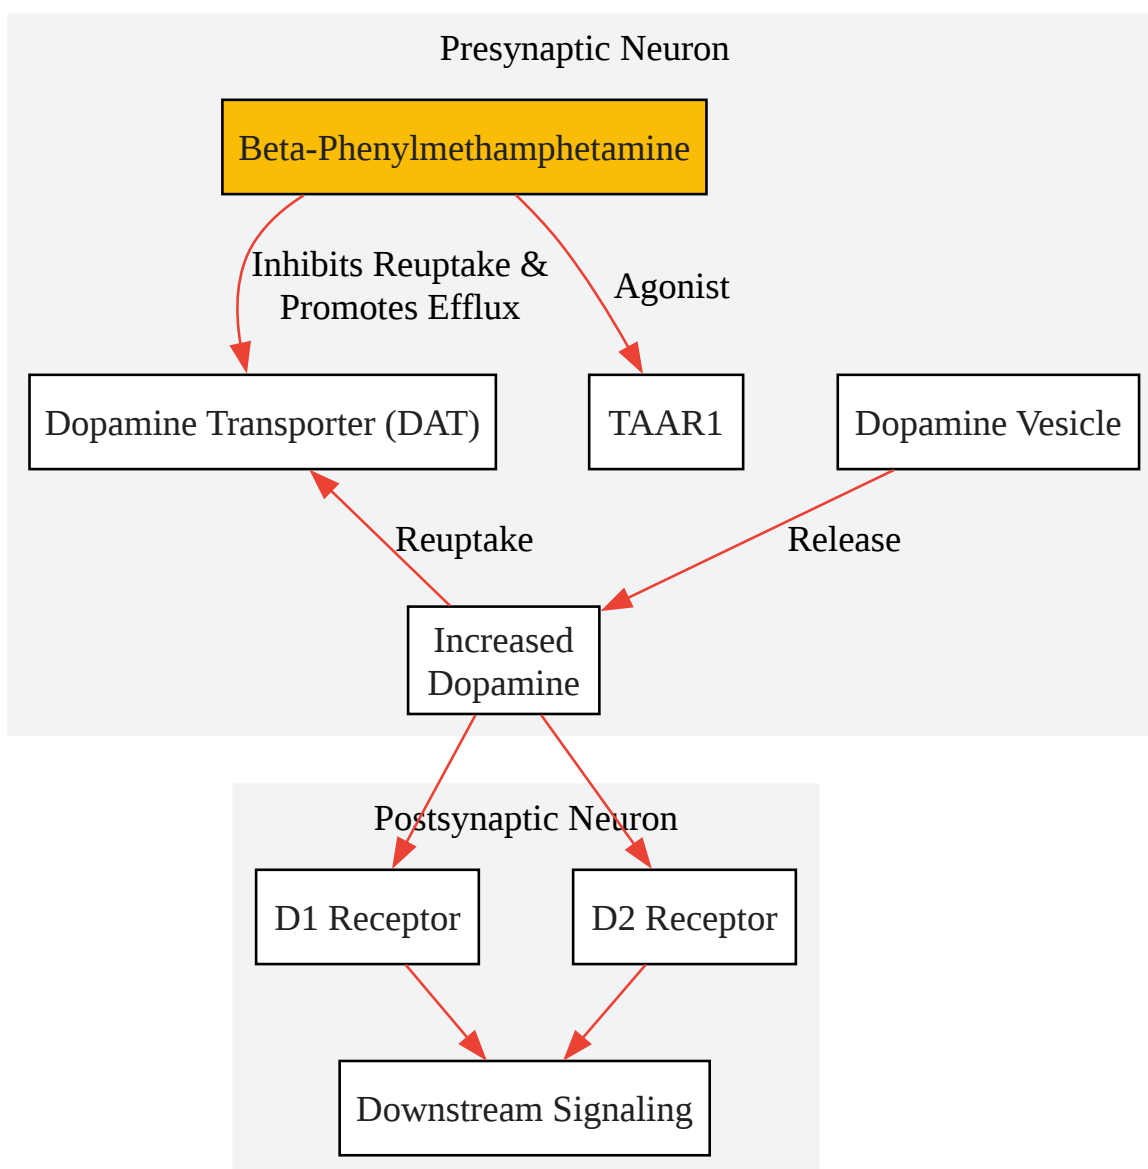 Presynaptic Neuron
Beta-Phenylmethamphetamine
Inhibits Reuptake &
Promotes Efflux
Agonist
Dopamine Transporter (DAT)
TAAR1
Dopamine Vesicle
Reuptake
Release
Increased
Dopamine
Postsynaptic Neuron
D1 Receptor
D2 Receptor
Downstream Signaling